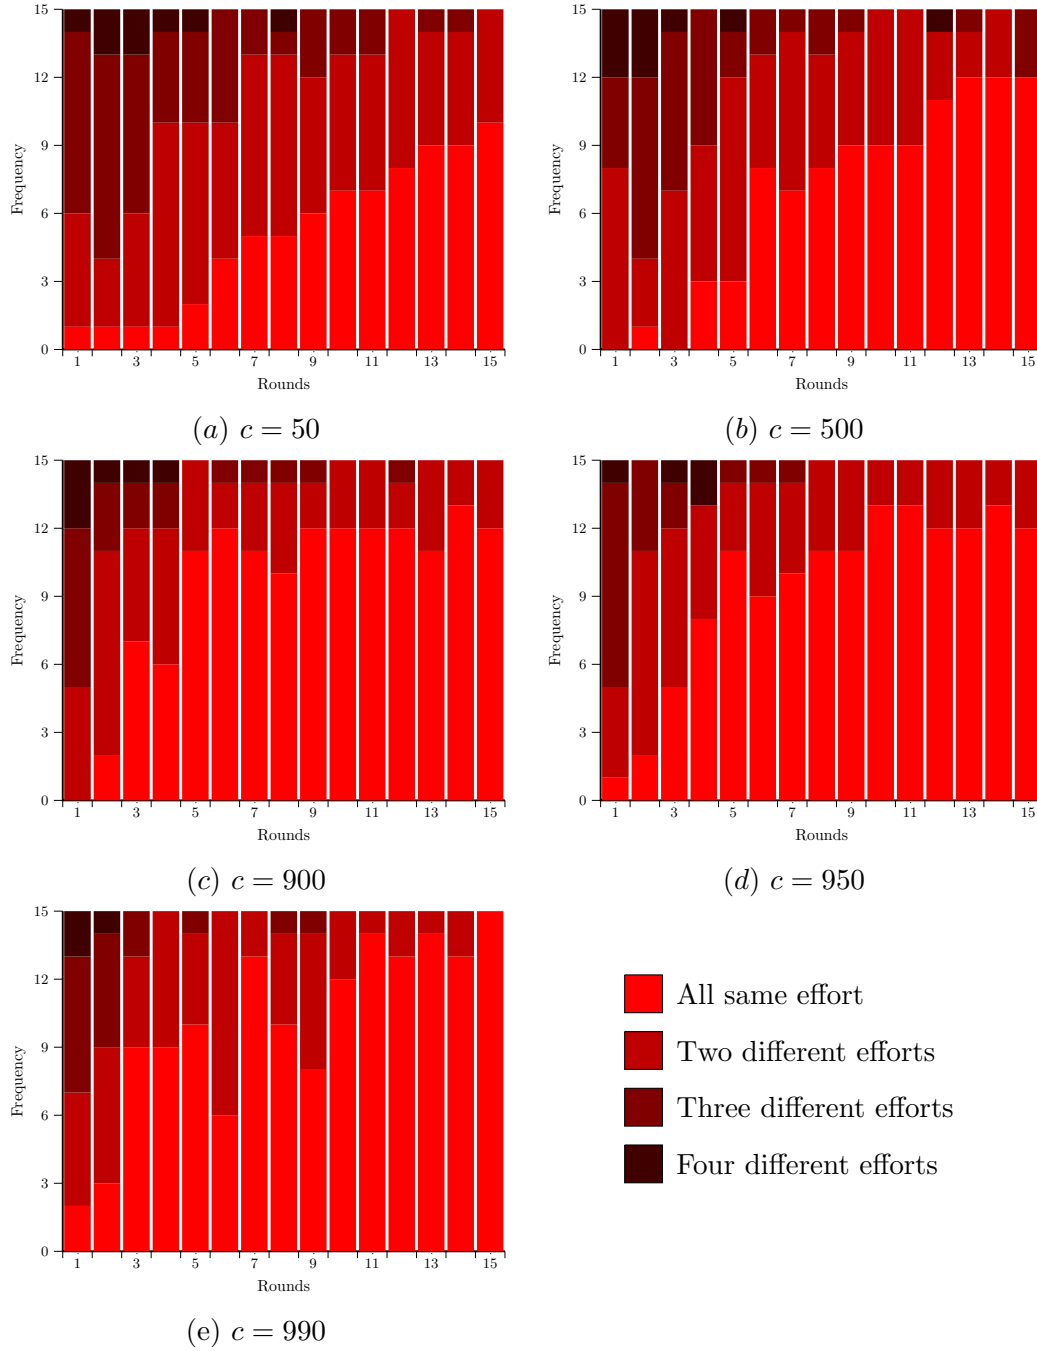 15
12
9
6
3
0
Frequency
1 3 5 7 9 11 13 15
Rounds
(a) c = 50
15
12
9
6
3
0
Frequency
1 3 5 7 9 11 13 15
Rounds
(b) c = 500
15
12
9
6
3
0
Frequency
1 3 5 7 9 11 13 15
Rounds
(c) c = 900
15
12
9
6
3
0
Frequency
1 3 5 7 9 11 13 15
Rounds
(d) c = 950
15
12
9
6
3
0
Frequency
1 3 5 7 9 11 13 15
Rounds
(e) c = 990
All same effort
Two different efforts
Three different efforts
Four different efforts